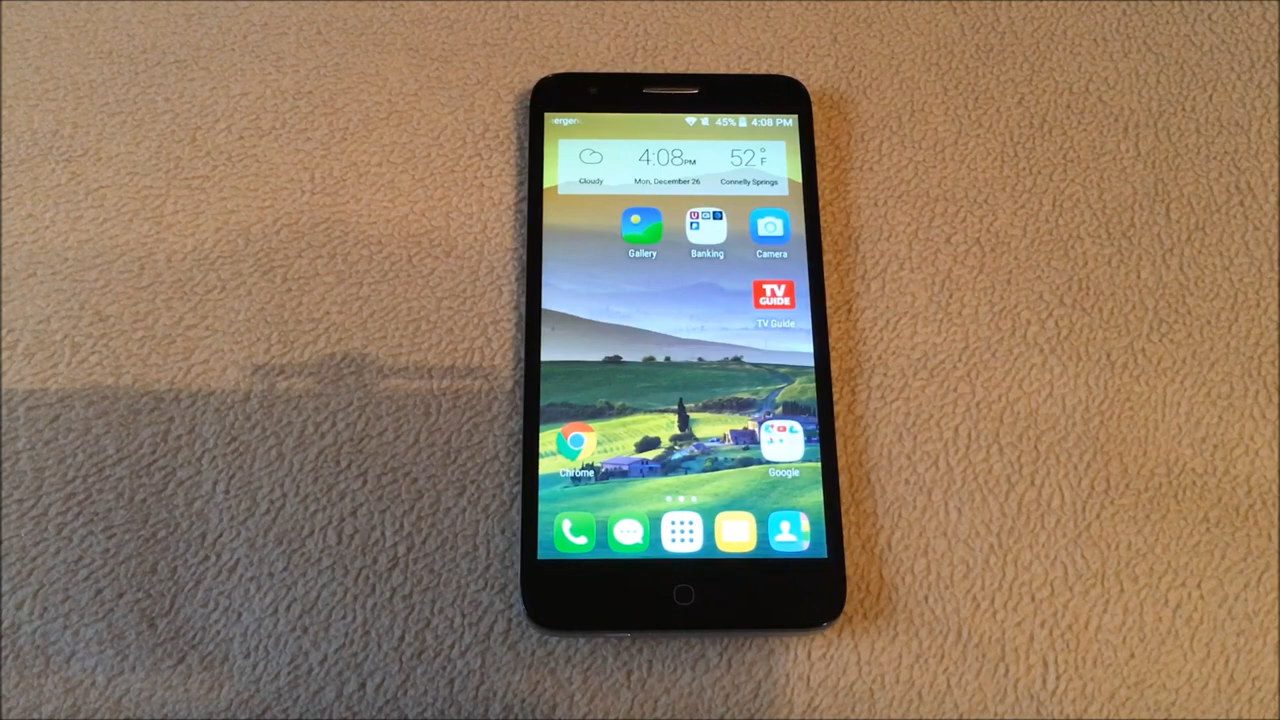 45% 4:08 PM
4:08PM 52°F
Cloudy Mon, December 26 Connelly Springs
Gallery Banking Camera
TV
GUIDE
TV Guide
Chrome Google